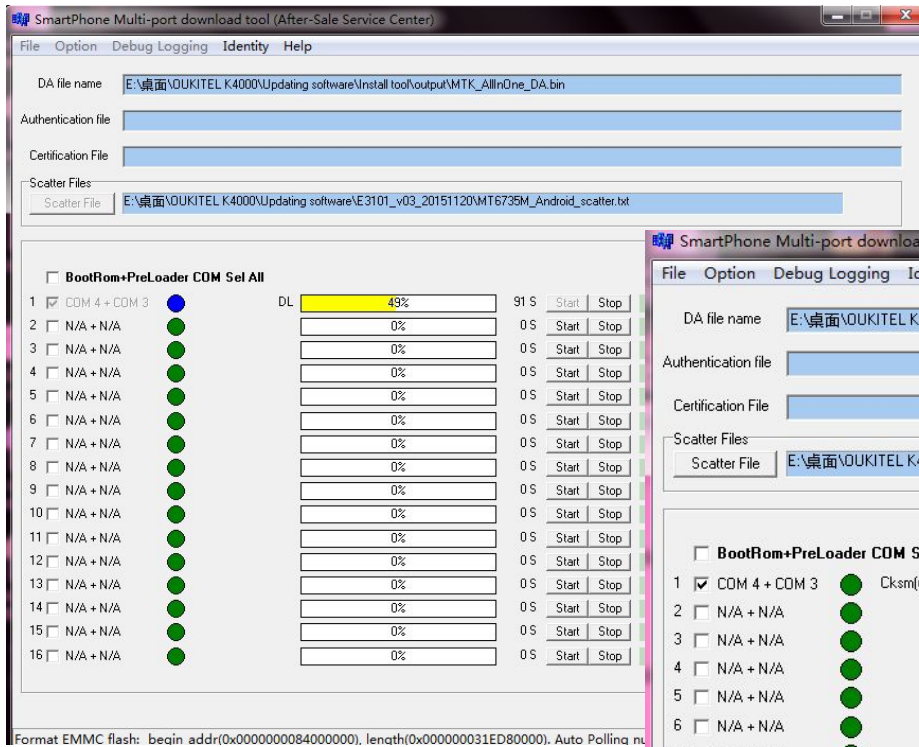 SmartPhone Multi-port download tool (After-Sale Service Center)
File Option Debug Logging Identity Help
DA file name E:\桌面\OUKITEL K4000\Updating software\Install tool\output\MTK_AllInOne_DA.bin
Authentication file
Certification File
Scatter Files
Scatter File E:\桌面\OUKITEL K4000\Updating software\E3101_v03_20151120\MT6735M_Android_scatter.txt
BootRom+PreLoader COM Sel All
1 COM 4 + COM 3 DL 49% 91 S Start Stop
2 N/A + N/A 0% 0 S Start Stop
3 N/A + N/A 0% 0 S Start Stop
4 N/A + N/A 0% 0 S Start Stop
5 N/A + N/A 0% 0 S Start Stop
6 N/A + N/A 0% 0 S Start Stop
7 N/A + N/A 0% 0 S Start Stop
8 N/A + N/A 0% 0 S Start Stop
9 N/A + N/A 0% 0 S Start Stop
10 N/A + N/A 0% 0 S Start Stop
11 N/A + N/A 0% 0 S Start Stop
12 N/A + N/A 0% 0 S Start Stop
13 N/A + N/A 0% 0 S Start Stop
14 N/A + N/A 0% 0 S Start Stop
15 N/A + N/A 0% 0 S Start Stop
16 N/A + N/A 0% 0 S Start Stop
Format EMMC flash: begin addr(0x0000000084000000), length(0x000000031ED80000). Auto Polling nu
SmartPhone Multi-port downloa
File Option Debug Logging Id
DA file name E:\桌面\OUKITEL K
Authentication file
Certification File
Scatter Files
Scatter File E:\桌面\OUKITEL K4
BootRom+PreLoader COM S
1 COM 4 + COM 3 Cksm(
2 N/A + N/A
3 N/A + N/A
4 N/A + N/A
5 N/A + N/A
6 N/A + N/A